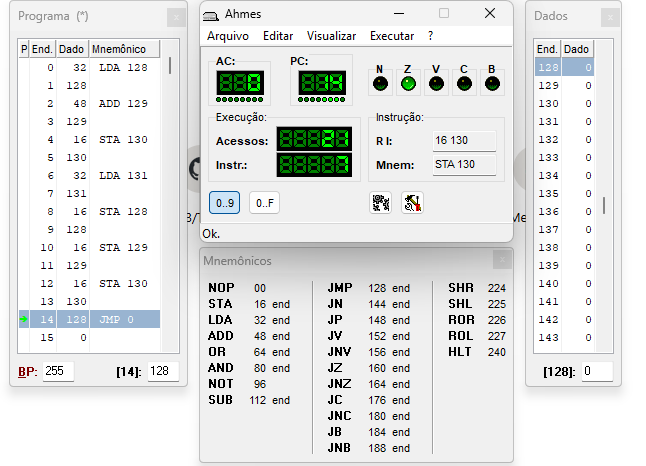 Programa (*)
x
P End. Dado Mnemônico
0 32 LDA 128
1 128
2 48 ADD 129
3 129
4 16 STA 130
5 130
6 32 LDA 131
7 131
8 16 STA 128
9 128
10 16 STA 129
11 129
12 16 STA 130
13 130
14 128 JMP 0
15 0
BP: 255 [14]: 128
Ahmes
Arquivo Editar Visualizar Executar ?
AC: 0
PC: 14
N Z V C B
Execução:
Acessos: 21
Instr.: 7
Instrução:
R I: 16 130
Mnem: STA 130
0..9 0..F
Ok.
Mnemônicos
x
NOP 00
STA 16 end
LDA 32 end
ADD 48 end
OR 64 end
AND 80 end
NOT 96
SUB 112 end
JMP 128 end
JN 144 end
JP 148 end
JV 152 end
JNV 156 end
JZ 160 end
JNZ 164 end
JC 176 end
JNC 180 end
JB 184 end
JNB 188 end
SHR 224
SHL 225
ROR 226
ROL 227
HLT 240
Dados
x
End. Dado
128 0
129 0
130 0
131 0
132 0
133 0
134 0
135 0
136 0
137 0
138 0
139 0
140 0
141 0
142 0
143 0
[128]: 0